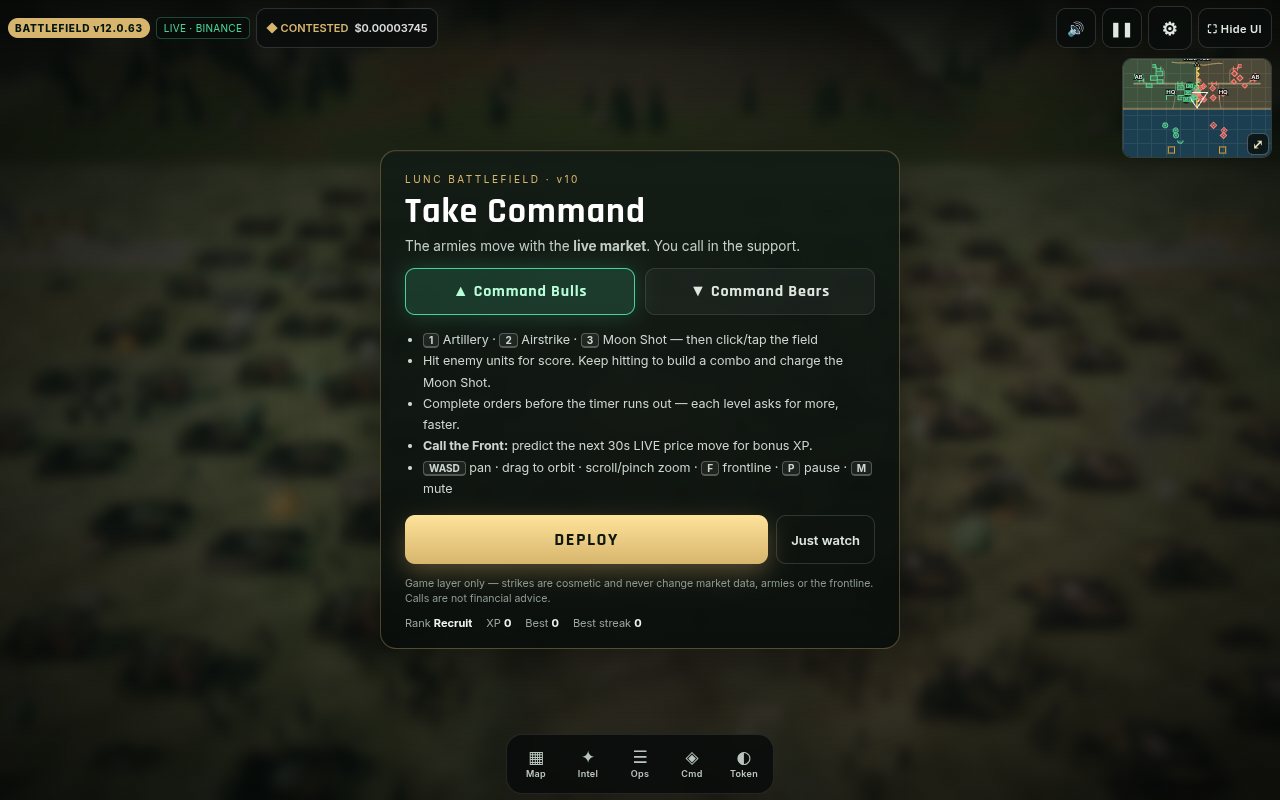 BATTLEFIELD v12.0.63
LIVE · BINANCE
◆ CONTESTED $0.00003745
Hide UI
AB
AB
HQ
HQ
LUNC BATTLEFIELD · v10
Take Command
The armies move with the live market. You call in the support.
▲ Command Bulls
▼ Command Bears
• 1 Artillery · 2 Airstrike · 3 Moon Shot — then click/tap the field
• Hit enemy units for score. Keep hitting to build a combo and charge the
Moon Shot.
• Complete orders before the timer runs out — each level asks for more,
faster.
• Call the Front: predict the next 30s LIVE price move for bonus XP.
• WASD pan · drag to orbit · scroll/pinch zoom · F frontline · P pause · M
mute
DEPLOY
Just watch
Game layer only — strikes are cosmetic and never change market data, armies or the frontline.
Calls are not financial advice.
Rank Recruit XP 0 Best 0 Best streak 0
Map
Intel
Ops
Cmd
Token